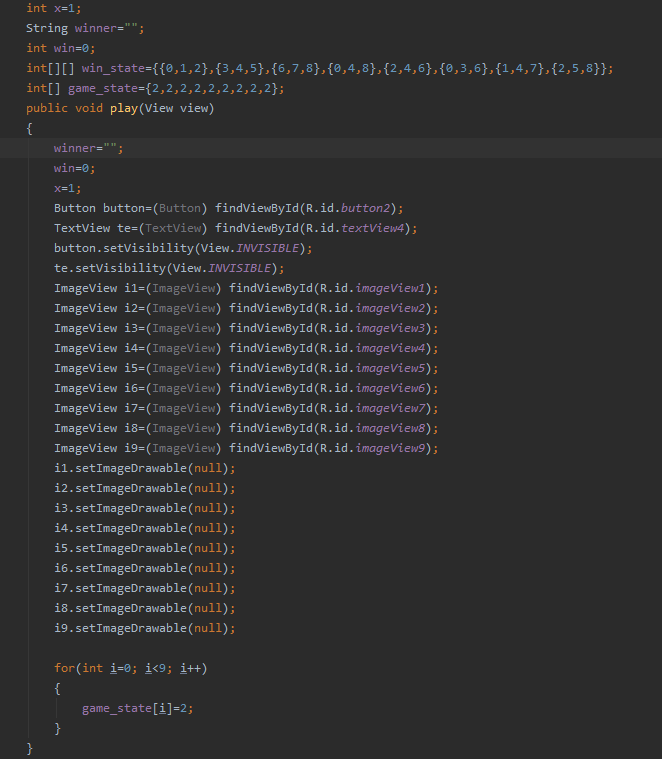 int x=1;
String winner="";
int win=0;
int[][] win_state={{0,1,2},{3,4,5},{6,7,8},{0,4,8},{2,4,6},{0,3,6},{1,4,7},{2,5,8}};
int[] game_state={2,2,2,2,2,2,2,2,2};
public void play(View view)
{
    winner="";
    win=0;
    x=1;
    Button button=(Button) findViewById(R.id.button2);
    TextView te=(TextView) findViewById(R.id.textView4);
    button.setVisibility(View.INVISIBLE);
    te.setVisibility(View.INVISIBLE);
    ImageView i1=(ImageView) findViewById(R.id.imageView1);
    ImageView i2=(ImageView) findViewById(R.id.imageView2);
    ImageView i3=(ImageView) findViewById(R.id.imageView3);
    ImageView i4=(ImageView) findViewById(R.id.imageView4);
    ImageView i5=(ImageView) findViewById(R.id.imageView5);
    ImageView i6=(ImageView) findViewById(R.id.imageView6);
    ImageView i7=(ImageView) findViewById(R.id.imageView7);
    ImageView i8=(ImageView) findViewById(R.id.imageView8);
    ImageView i9=(ImageView) findViewById(R.id.imageView9);
    i1.setImageDrawable(null);
    i2.setImageDrawable(null);
    i3.setImageDrawable(null);
    i4.setImageDrawable(null);
    i5.setImageDrawable(null);
    i6.setImageDrawable(null);
    i7.setImageDrawable(null);
    i8.setImageDrawable(null);
    i9.setImageDrawable(null);

    for(int i=0; i<9; i++)
    {
        game_state[i]=2;
    }
}